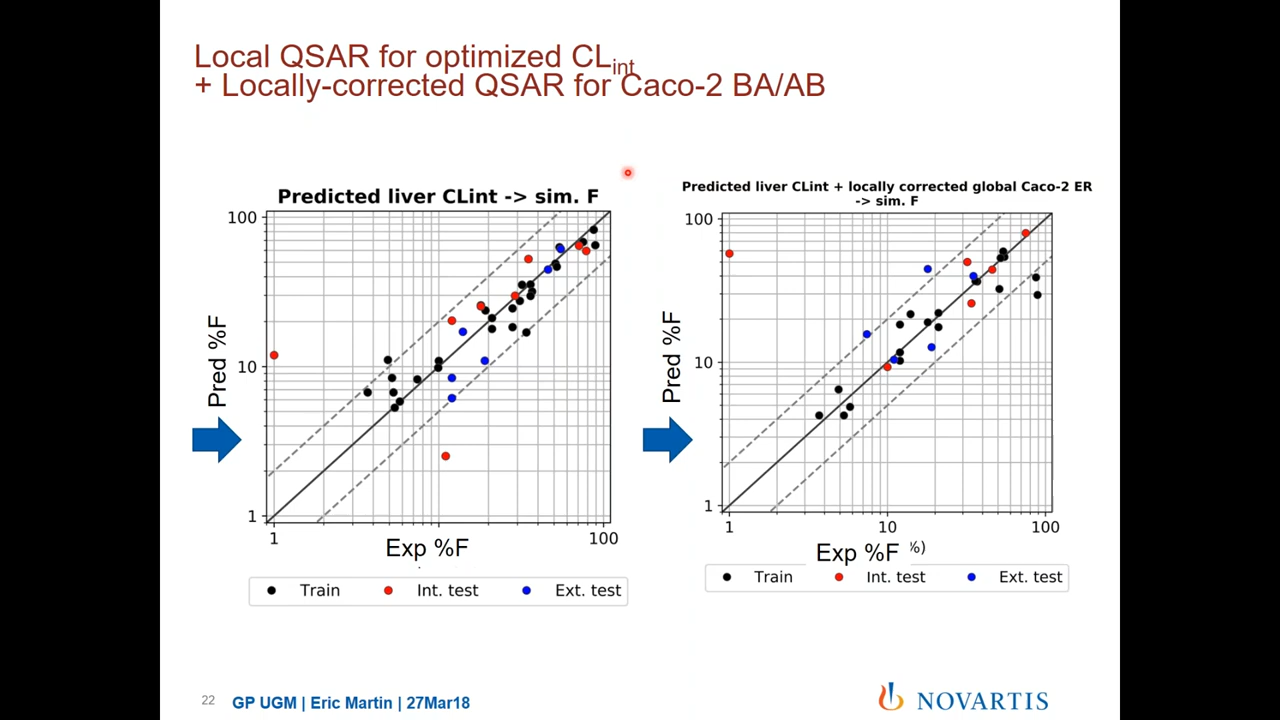 Local QSAR for optimized CLint
+ Locally-corrected QSAR for Caco-2 BA/AB
Predicted liver CLint -> sim. F
100
10
1
Pred %F
1
100
Exp %F
Train
Int. test
Ext. test
Predicted liver CLint + locally corrected global Caco-2 ER
-> sim. F
100
10
1
Pred %F
1
10
100
Exp %F %)
Train
Int. test
Ext. test
22
GP UGM | Eric Martin | 27Mar18
NOVARTIS